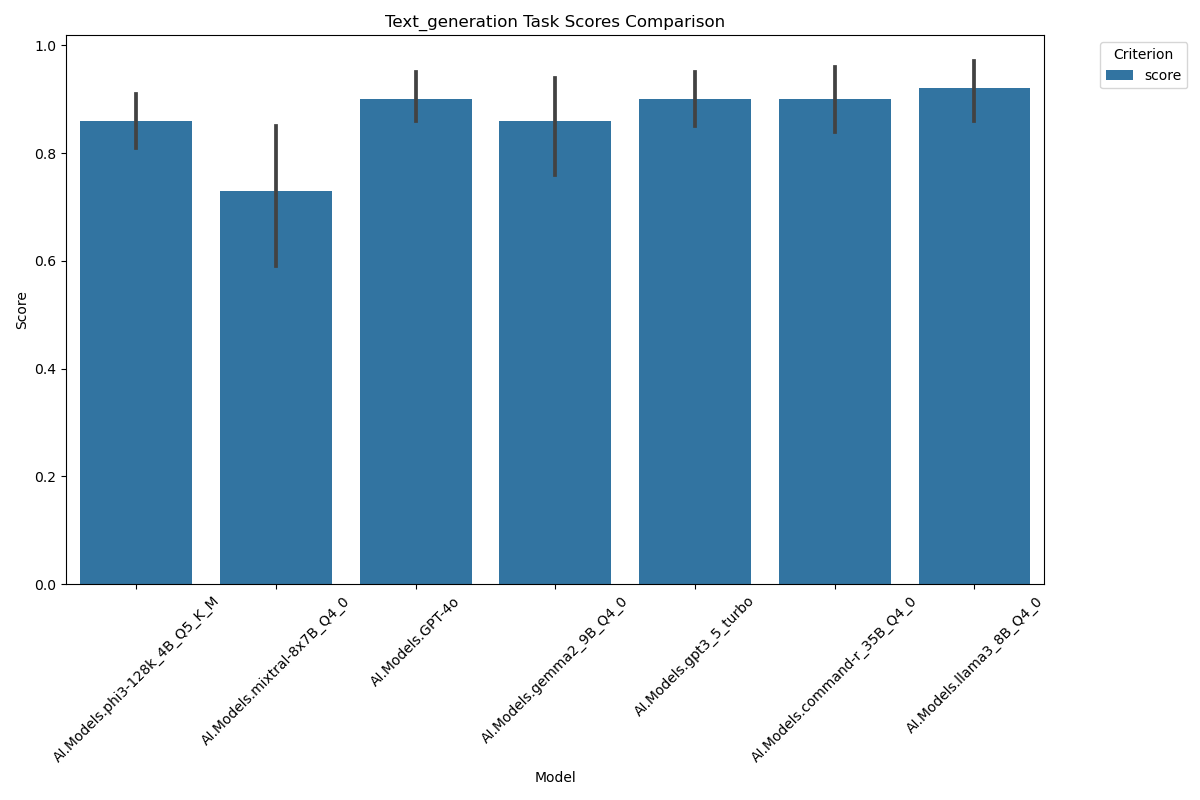 Text_generation Task Scores Comparison
Criterion
score
Score
1.0
0.8
0.6
0.4
0.2
0.0
AI.Models.phi3-128k_4B_Q5_K_M
AI.Models.mixtral-8x7B_Q4_0
AI.Models.GPT-4o
AI.Models.gemma2_9B_Q4_0
AI.Models.gpt3_5_turbo
AI.Models.command-r_35B_Q4_0
AI.Models.llama3_8B_Q4_0
Model